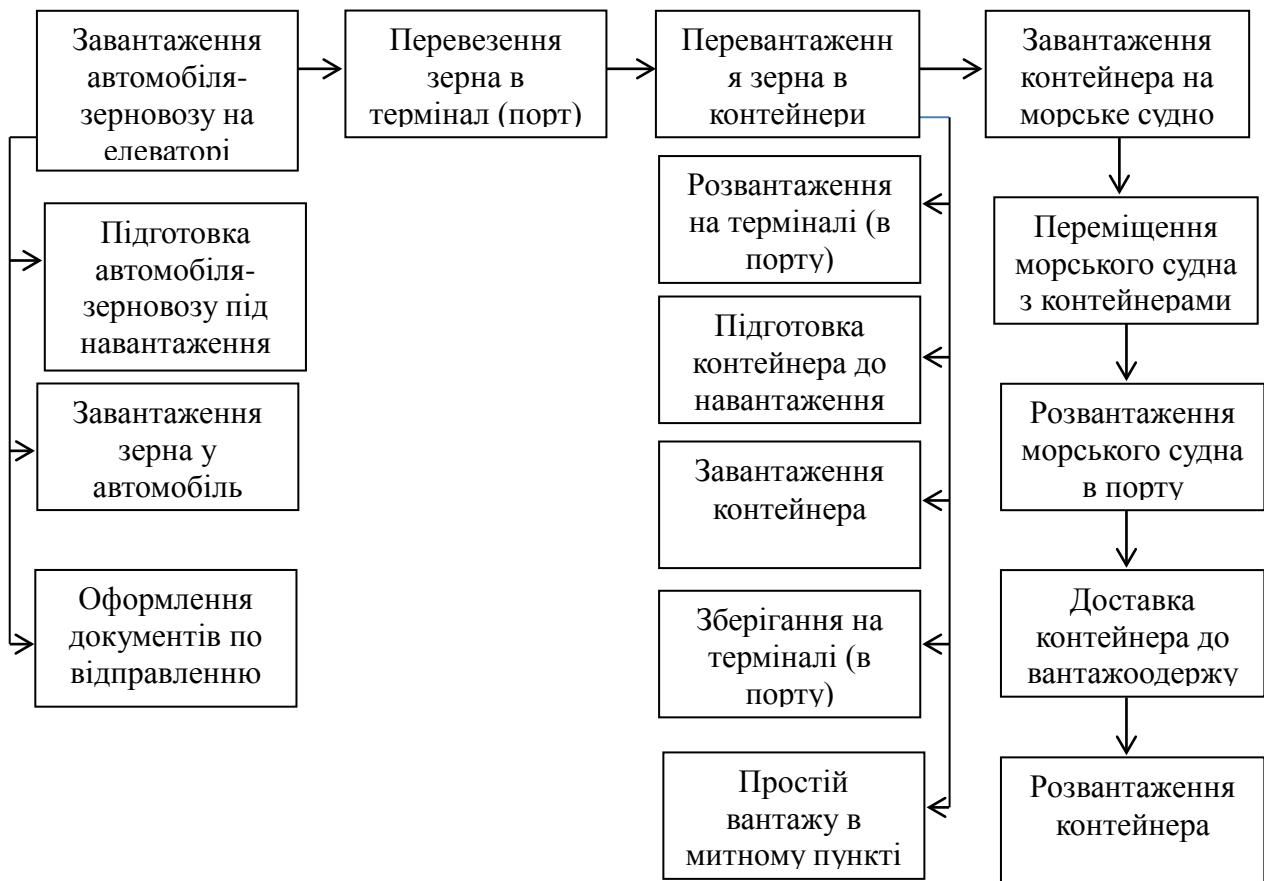 Завантаження
автомобіля-
зерновозу на
елеваторі
Перевезення
зерна в
термінал (порт)
Перевантаженн
я зерна в
контейнери
Завантаження
контейнера на
морське судно
Підготовка
автомобіля-
зерновозу під
навантаження
Завантаження
зерна у
автомобіль
Оформлення
документів по
відправленню
Розвантаження
на терміналі (в
порту)
Підготовка
контейнера до
навантаження
Завантаження
контейнера
Зберігання на
терміналі (в
порту)
Простій
вантажу в
митному пункті
Переміщення
морського судна
з контейнерами
Розвантаження
морського судна
в порту
Доставка
контейнера до
вантажоодержу
Розвантаження
контейнера